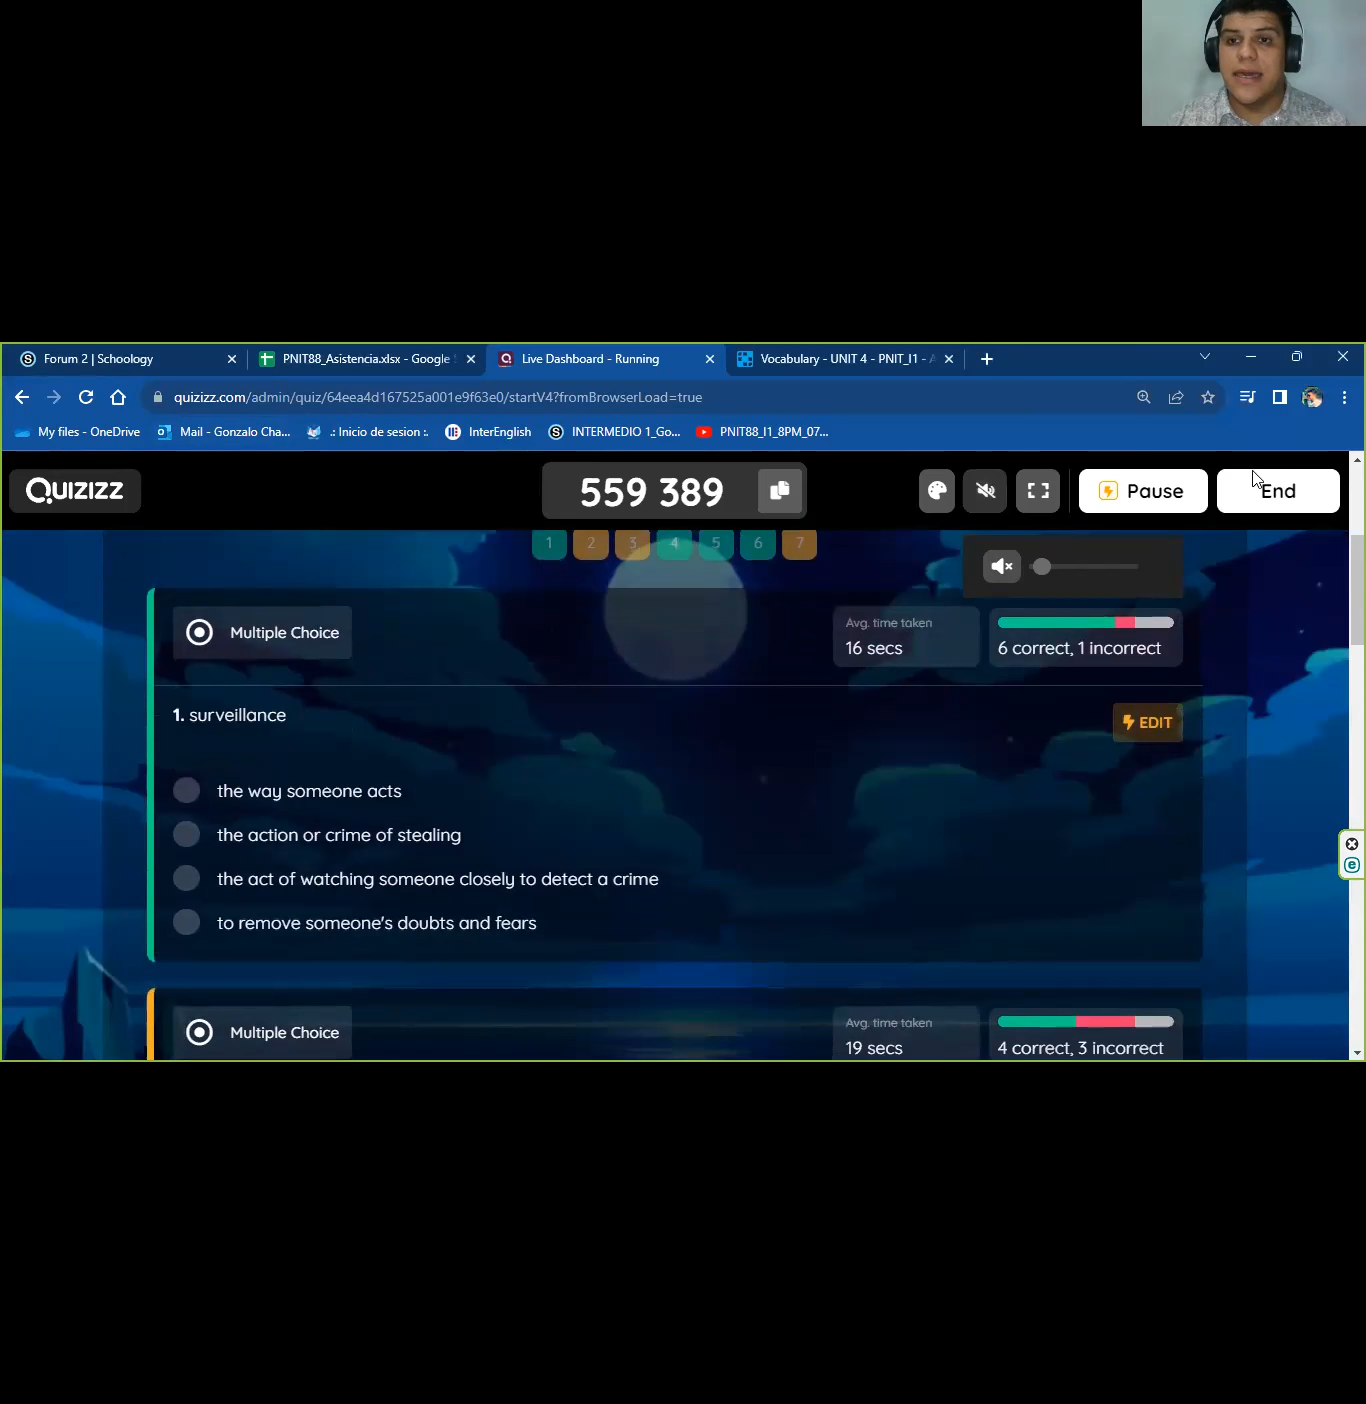 Forum 2 | Schoology
PNIT88_Asistencia.xlsx - Google
Live Dashboard - Running
Vocabulary - UNIT 4 - PNIT_I1 -
quizizz.com/admin/quiz/64eea4d167525a001e9f63e0/startV4?fromBrowserLoad=true
My files - OneDrive
Mail - Gonzalo Cha...
.: Inicio de sesion :.
InterEnglish
INTERMEDIO 1_Go...
PNIT88_I1_8PM_07...
QUIZIZZ
559 389
Pause
End
1 2 3 4 5 6 7
Multiple Choice
Avg. time taken
16 secs
6 correct, 1 incorrect
1. surveillance
EDIT
the way someone acts
the action or crime of stealing
the act of watching someone closely to detect a crime
to remove someone's doubts and fears
Multiple Choice
Avg. time taken
19 secs
4 correct, 3 incorrect